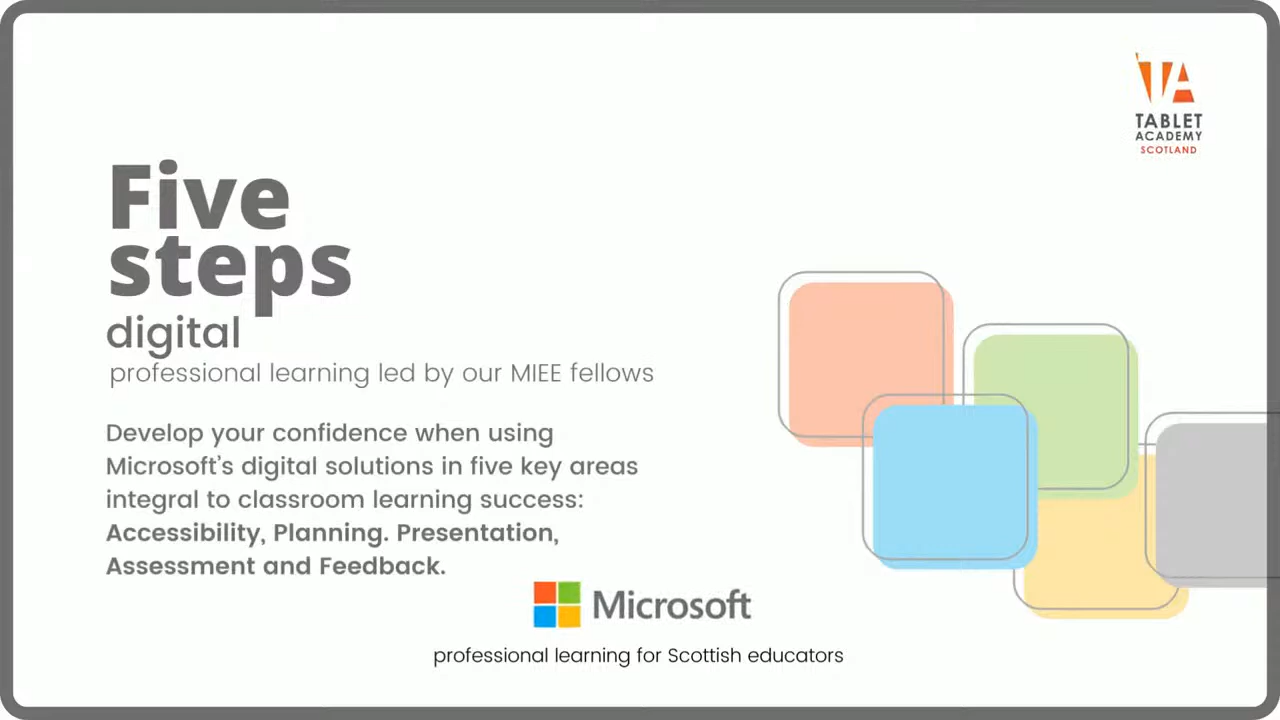 TA
TABLET
ACADEMY
SCOTLAND
Five
steps
digital
professional learning led by our MIEE fellows
Develop your confidence when using
Microsoft's digital solutions in five key areas
integral to classroom learning success:
Accessibility, Planning. Presentation,
Assessment and Feedback.
Microsoft
professional learning for Scottish educators